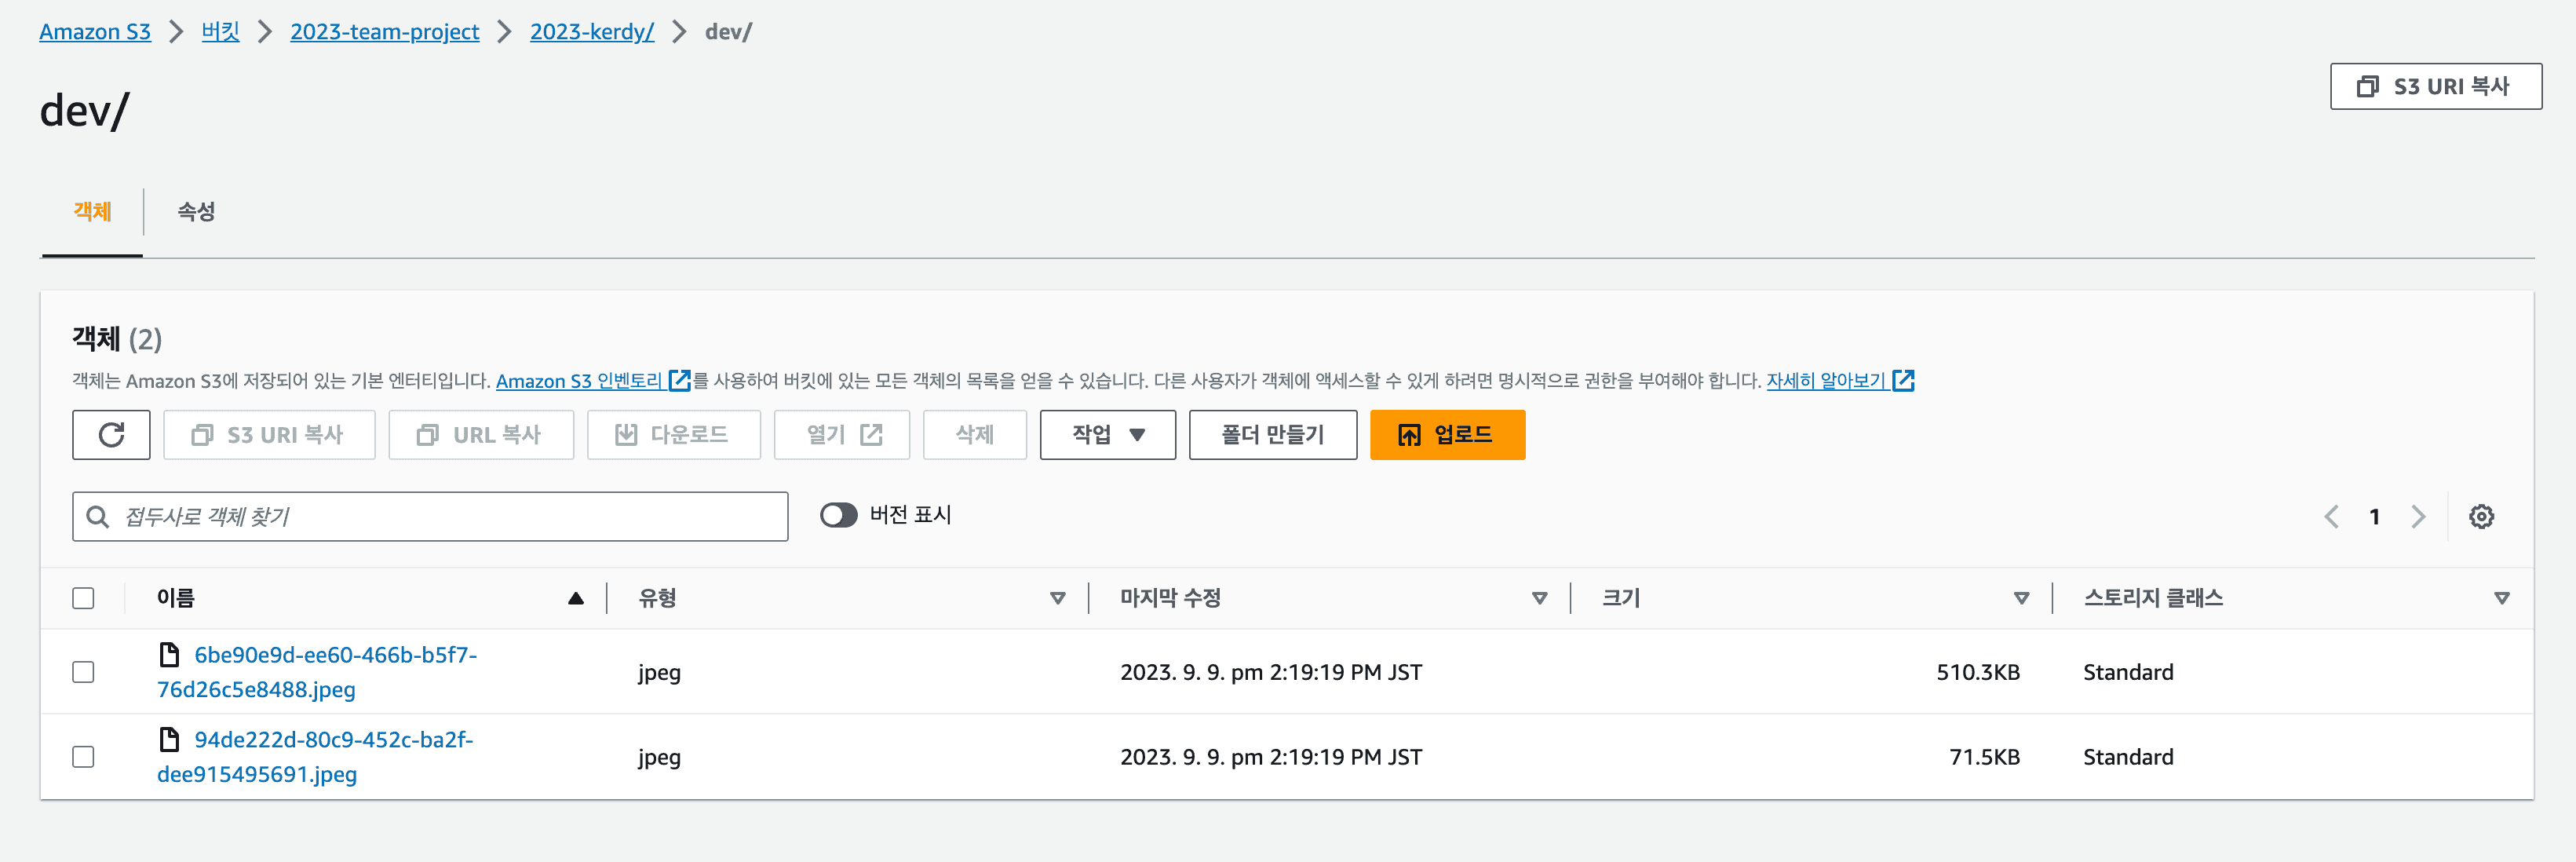 Amazon S3 버킷 2023-team-project 2023-kerdy/ dev/
dev/
S3 URI 복사
객체 속성
객체 (2)
객체는 Amazon S3에 저장되어 있는 기본 엔터티입니다. Amazon S3 인벤토리를 사용하여 버킷에 있는 모든 객체의 목록을 얻을 수 있습니다. 다른 사용자가 객체에 액세스할 수 있게 하려면 명시적으로 권한을 부여해야 합니다. 자세히 알아보기
S3 URI 복사 URL 복사 다운로드 열기 삭제 작업 폴더 만들기 업로드
접두사로 객체 찾기 버전 표시 1
이름 유형 마지막 수정 크기 스토리지 클래스
6be90e9d-ee60-466b-b5f7-
76d26c5e8488.jpeg
jpeg 2023. 9. 9. pm 2:19:19 PM JST 510.3KB Standard
94de222d-80c9-452c-ba2f-
dee915495691.jpeg
jpeg 2023. 9. 9. pm 2:19:19 PM JST 71.5KB Standard